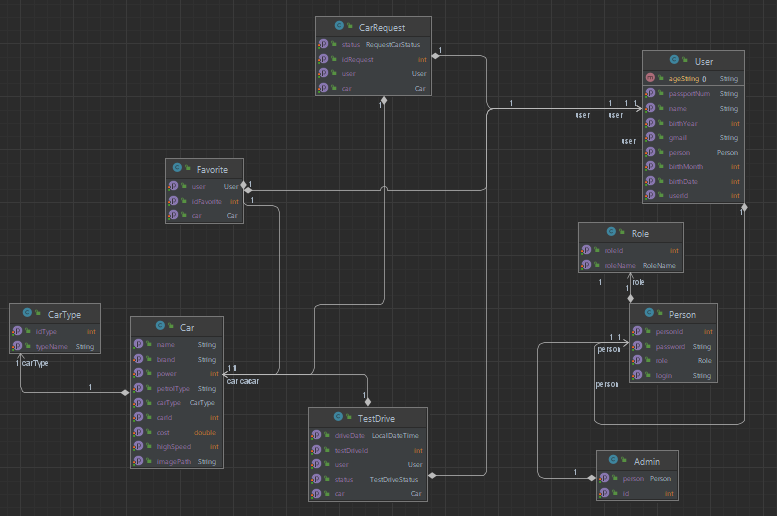 CarRequest
status RequestCarStatus
idRequest int
user User
car Car
User
ageString () String
passportNum String
name String
birthYear int
gmail String
person Person
birthMonth int
birthDate int
userId int
1
1
1 1 1
user user
user
1
1
1
Favorite
user User
idFavorite int
car Car
1
Role
roleId int
roleName RoleName
1 role
1
CarType
idType int
typeName String
1 carType
1
Car
name String
brand String
power int
petrolType String
carType CarType
carId int
cost double
highSpeed int
imagePath String
Person
personId int
password String
role Role
login String
1 1
person
person
TestDrive
driveDate LocalDateTime
testDriveId int
user User
status TestDriveStatus
car Car
1
Admin
person Person
id int
1